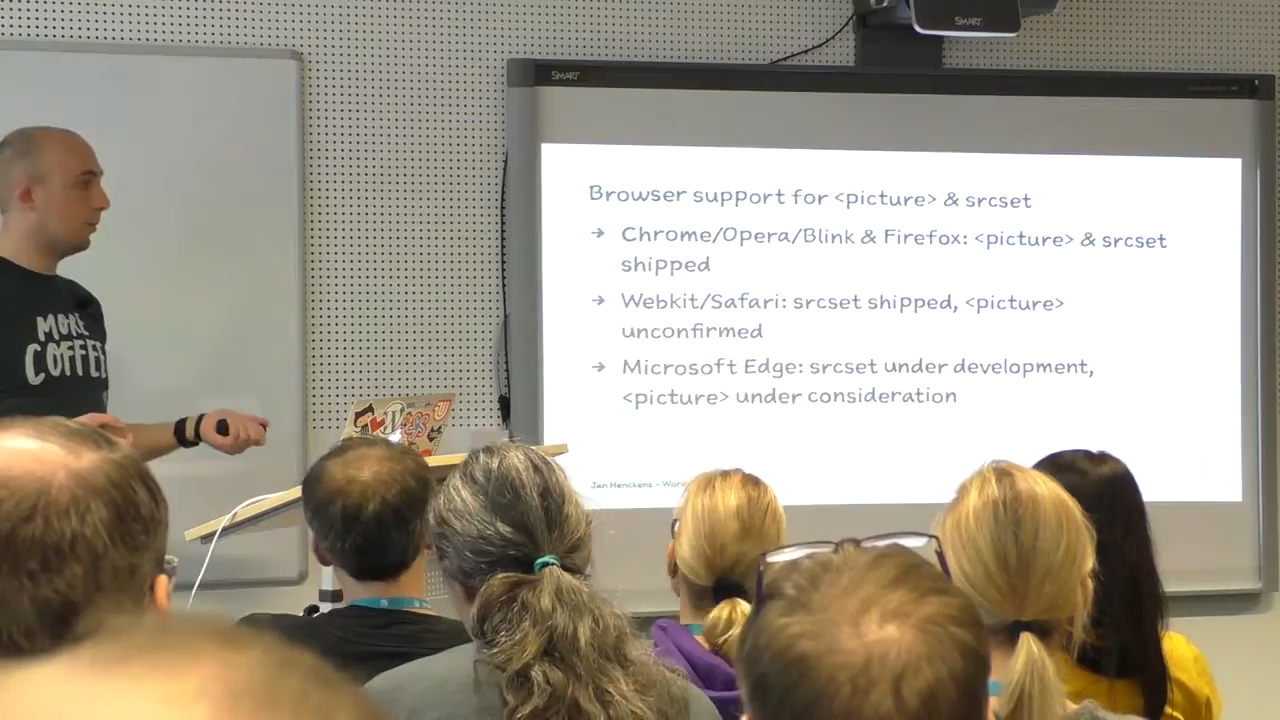 SMART
SMART
Browser support for <picture> & srcset
→ Chrome/Opera/Blink & Firefox: <picture> & srcset
shipped
→ Webkit/Safari: srcset shipped, <picture>
unconfirmed
→ Microsoft Edge: srcset under development,
<picture> under consideration
MORE
COFFEE
Jan Henckens –